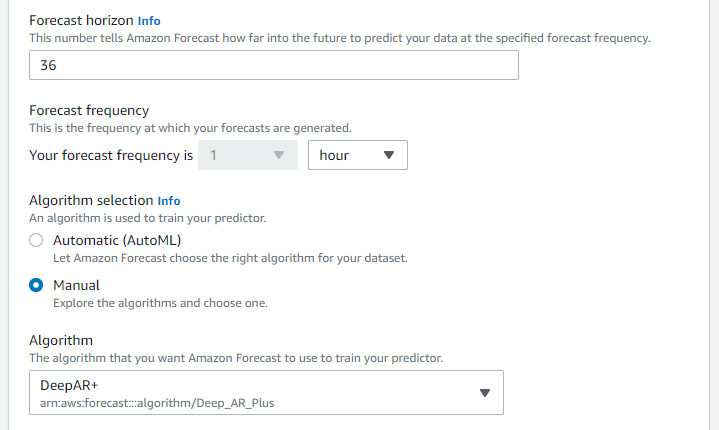 Forecast horizon Info
This number tells Amazon Forecast how far into the future to predict your data at the specified forecast frequency.
36
Forecast frequency
This is the frequency at which your forecasts are generated.
Your forecast frequency is 1 hour
Algorithm selection Info
An algorithm is used to train your predictor.
Automatic (AutoML)
Let Amazon Forecast choose the right algorithm for your dataset.
Manual
Explore the algorithms and choose one.
Algorithm
The algorithm that you want Amazon Forecast to use to train your predictor.
DeepAR+
arn:aws:forecast:::algorithm/Deep_AR_Plus